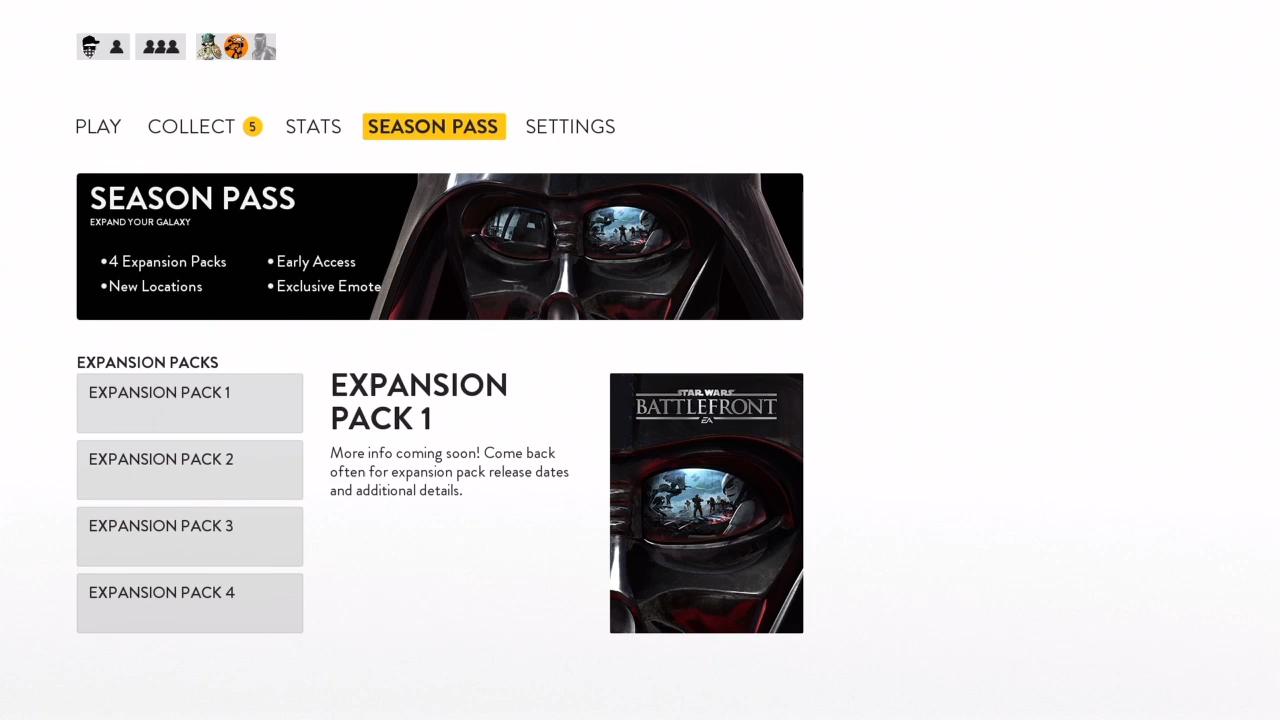 PLAY COLLECT 5 STATS SEASON PASS SETTINGS
SEASON PASS
EXPAND YOUR GALAXY
•4 Expansion Packs •Early Access
•New Locations •Exclusive Emote
EXPANSION PACKS
EXPANSION PACK 1
EXPANSION PACK 2
EXPANSION PACK 3
EXPANSION PACK 4
EXPANSION
PACK 1
More info coming soon! Come back
often for expansion pack release dates
and additional details.
STAR WARS
BATTLEFRONT
EA